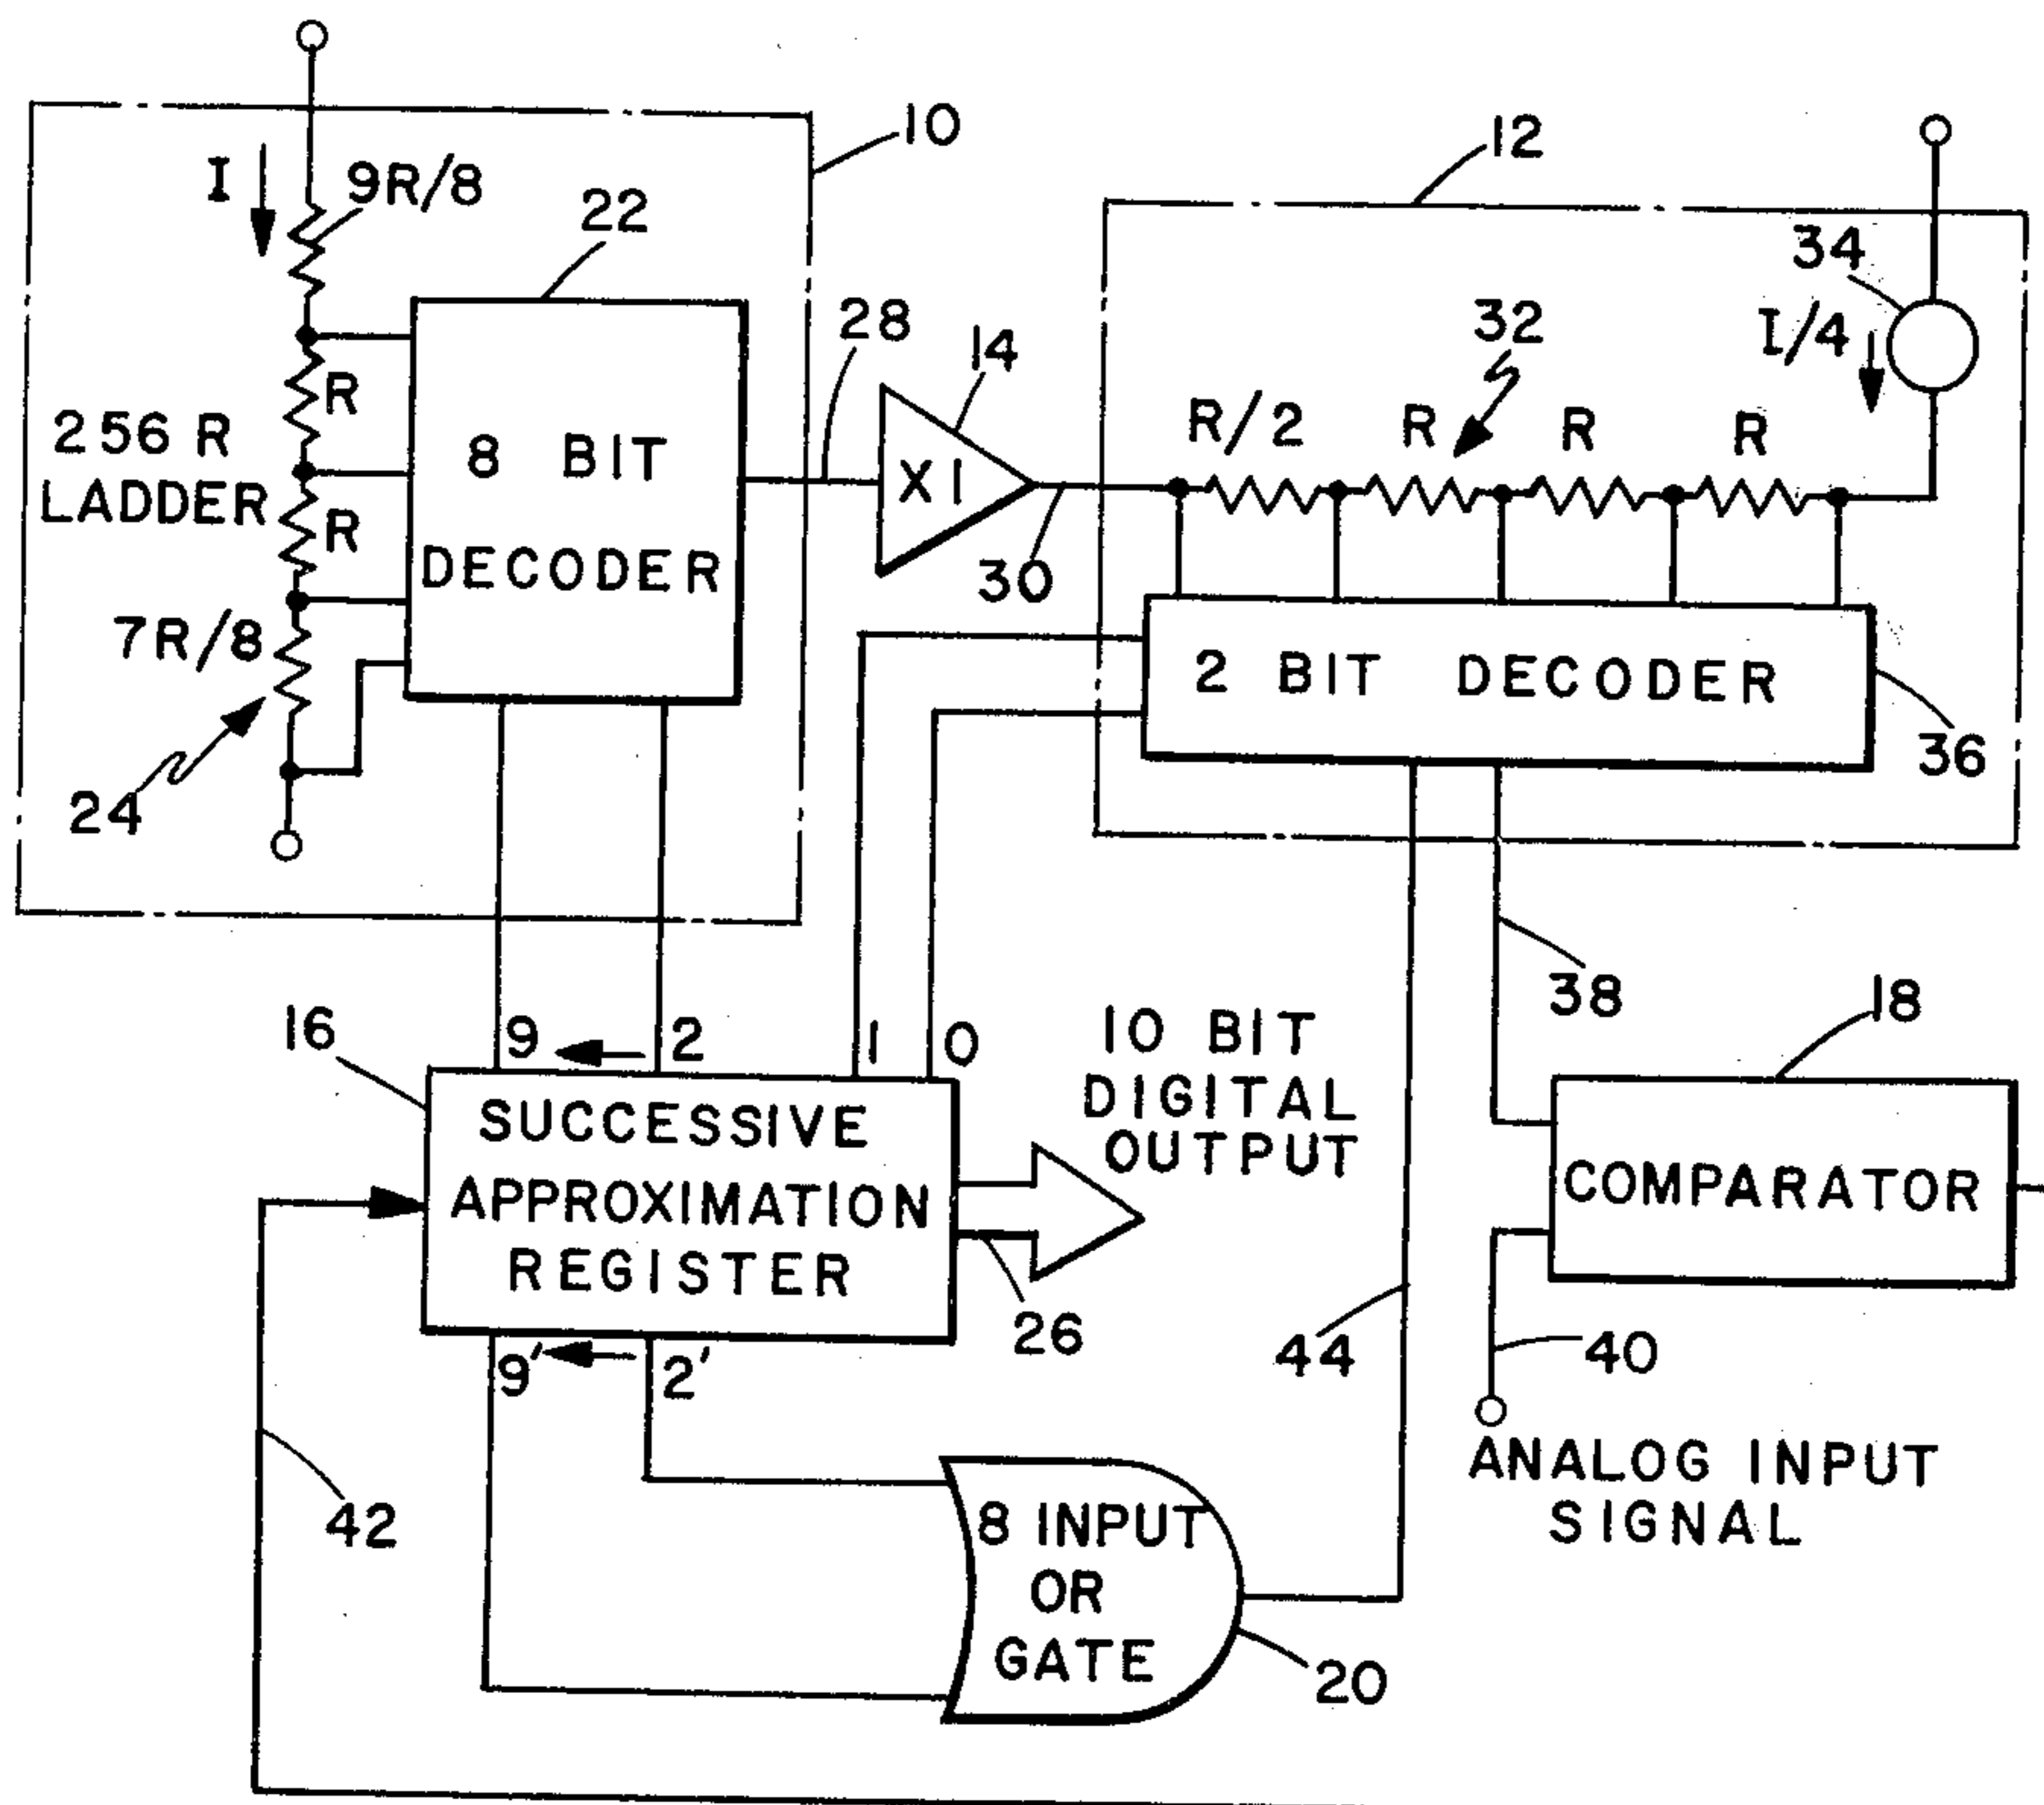 10
I
9R/8
22
12
34
28
14
32
I/4
R
256 R
LADDER
8 BIT
DECODER
X1
R/2
R
R
R
R
30
7R/8
2 BIT DECODER
36
24
38
18
16
9
2
1
0
10 BIT
DIGITAL
OUTPUT
SUCCESSIVE
APPROXIMATION
REGISTER
COMPARATOR
26
44
40
9'
2'
ANALOG INPUT
SIGNAL
42
8 INPUT
OR
GATE
20